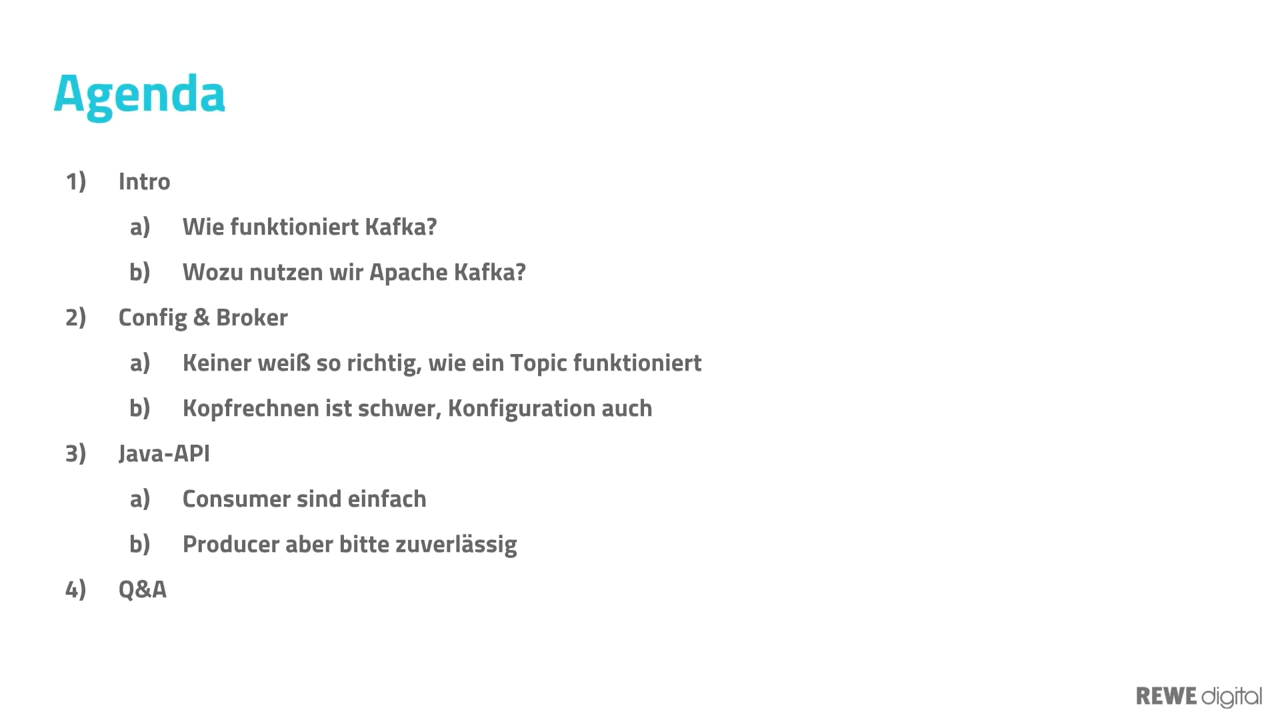 Agenda
1) Intro
a) Wie funktioniert Kafka?
b) Wozu nutzen wir Apache Kafka?
2) Config & Broker
a) Keiner weiß so richtig, wie ein Topic funktioniert
b) Kopfrechnen ist schwer, Konfiguration auch
3) Java-API
a) Consumer sind einfach
b) Producer aber bitte zuverlässig
4) Q&A
REWE digital